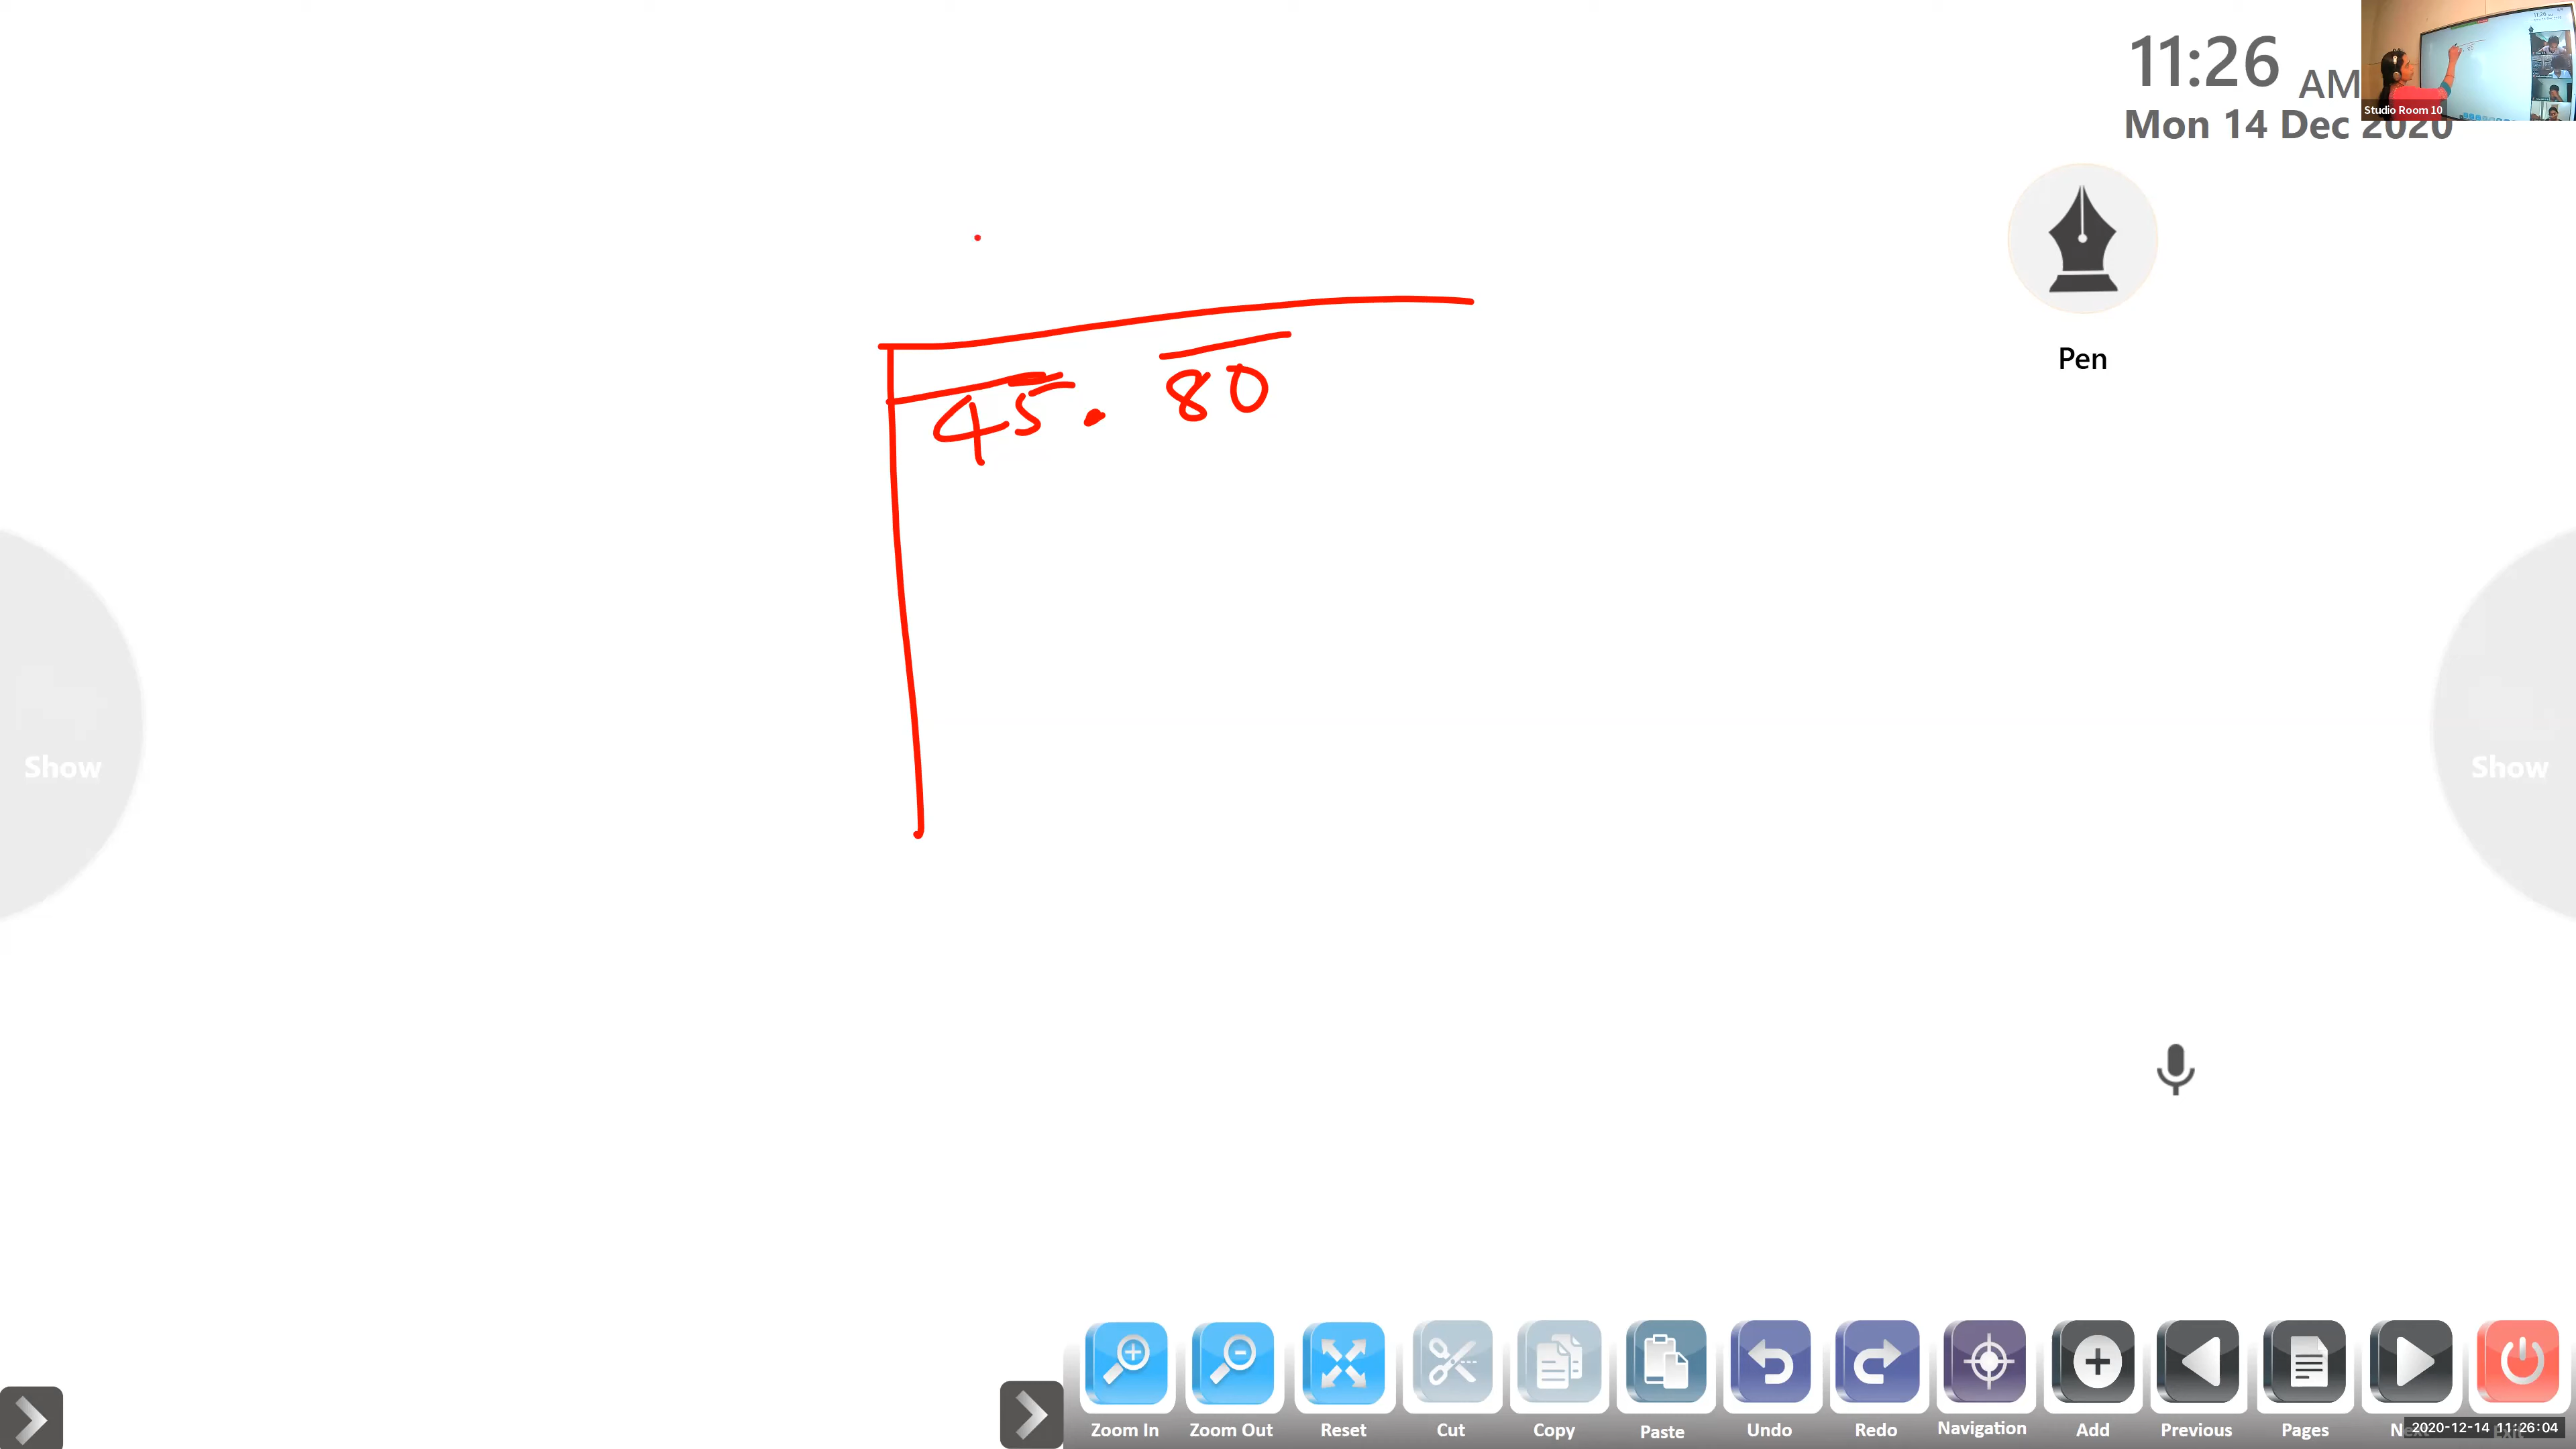 11:26 AM
Mon 14 Dec 2020
Studio Room 10
Pen
45.80
Show
Show
Zoom In Zoom Out Reset Cut Copy Paste Undo Redo Navigation Add Previous Pages
2020-12-14 11:26:04